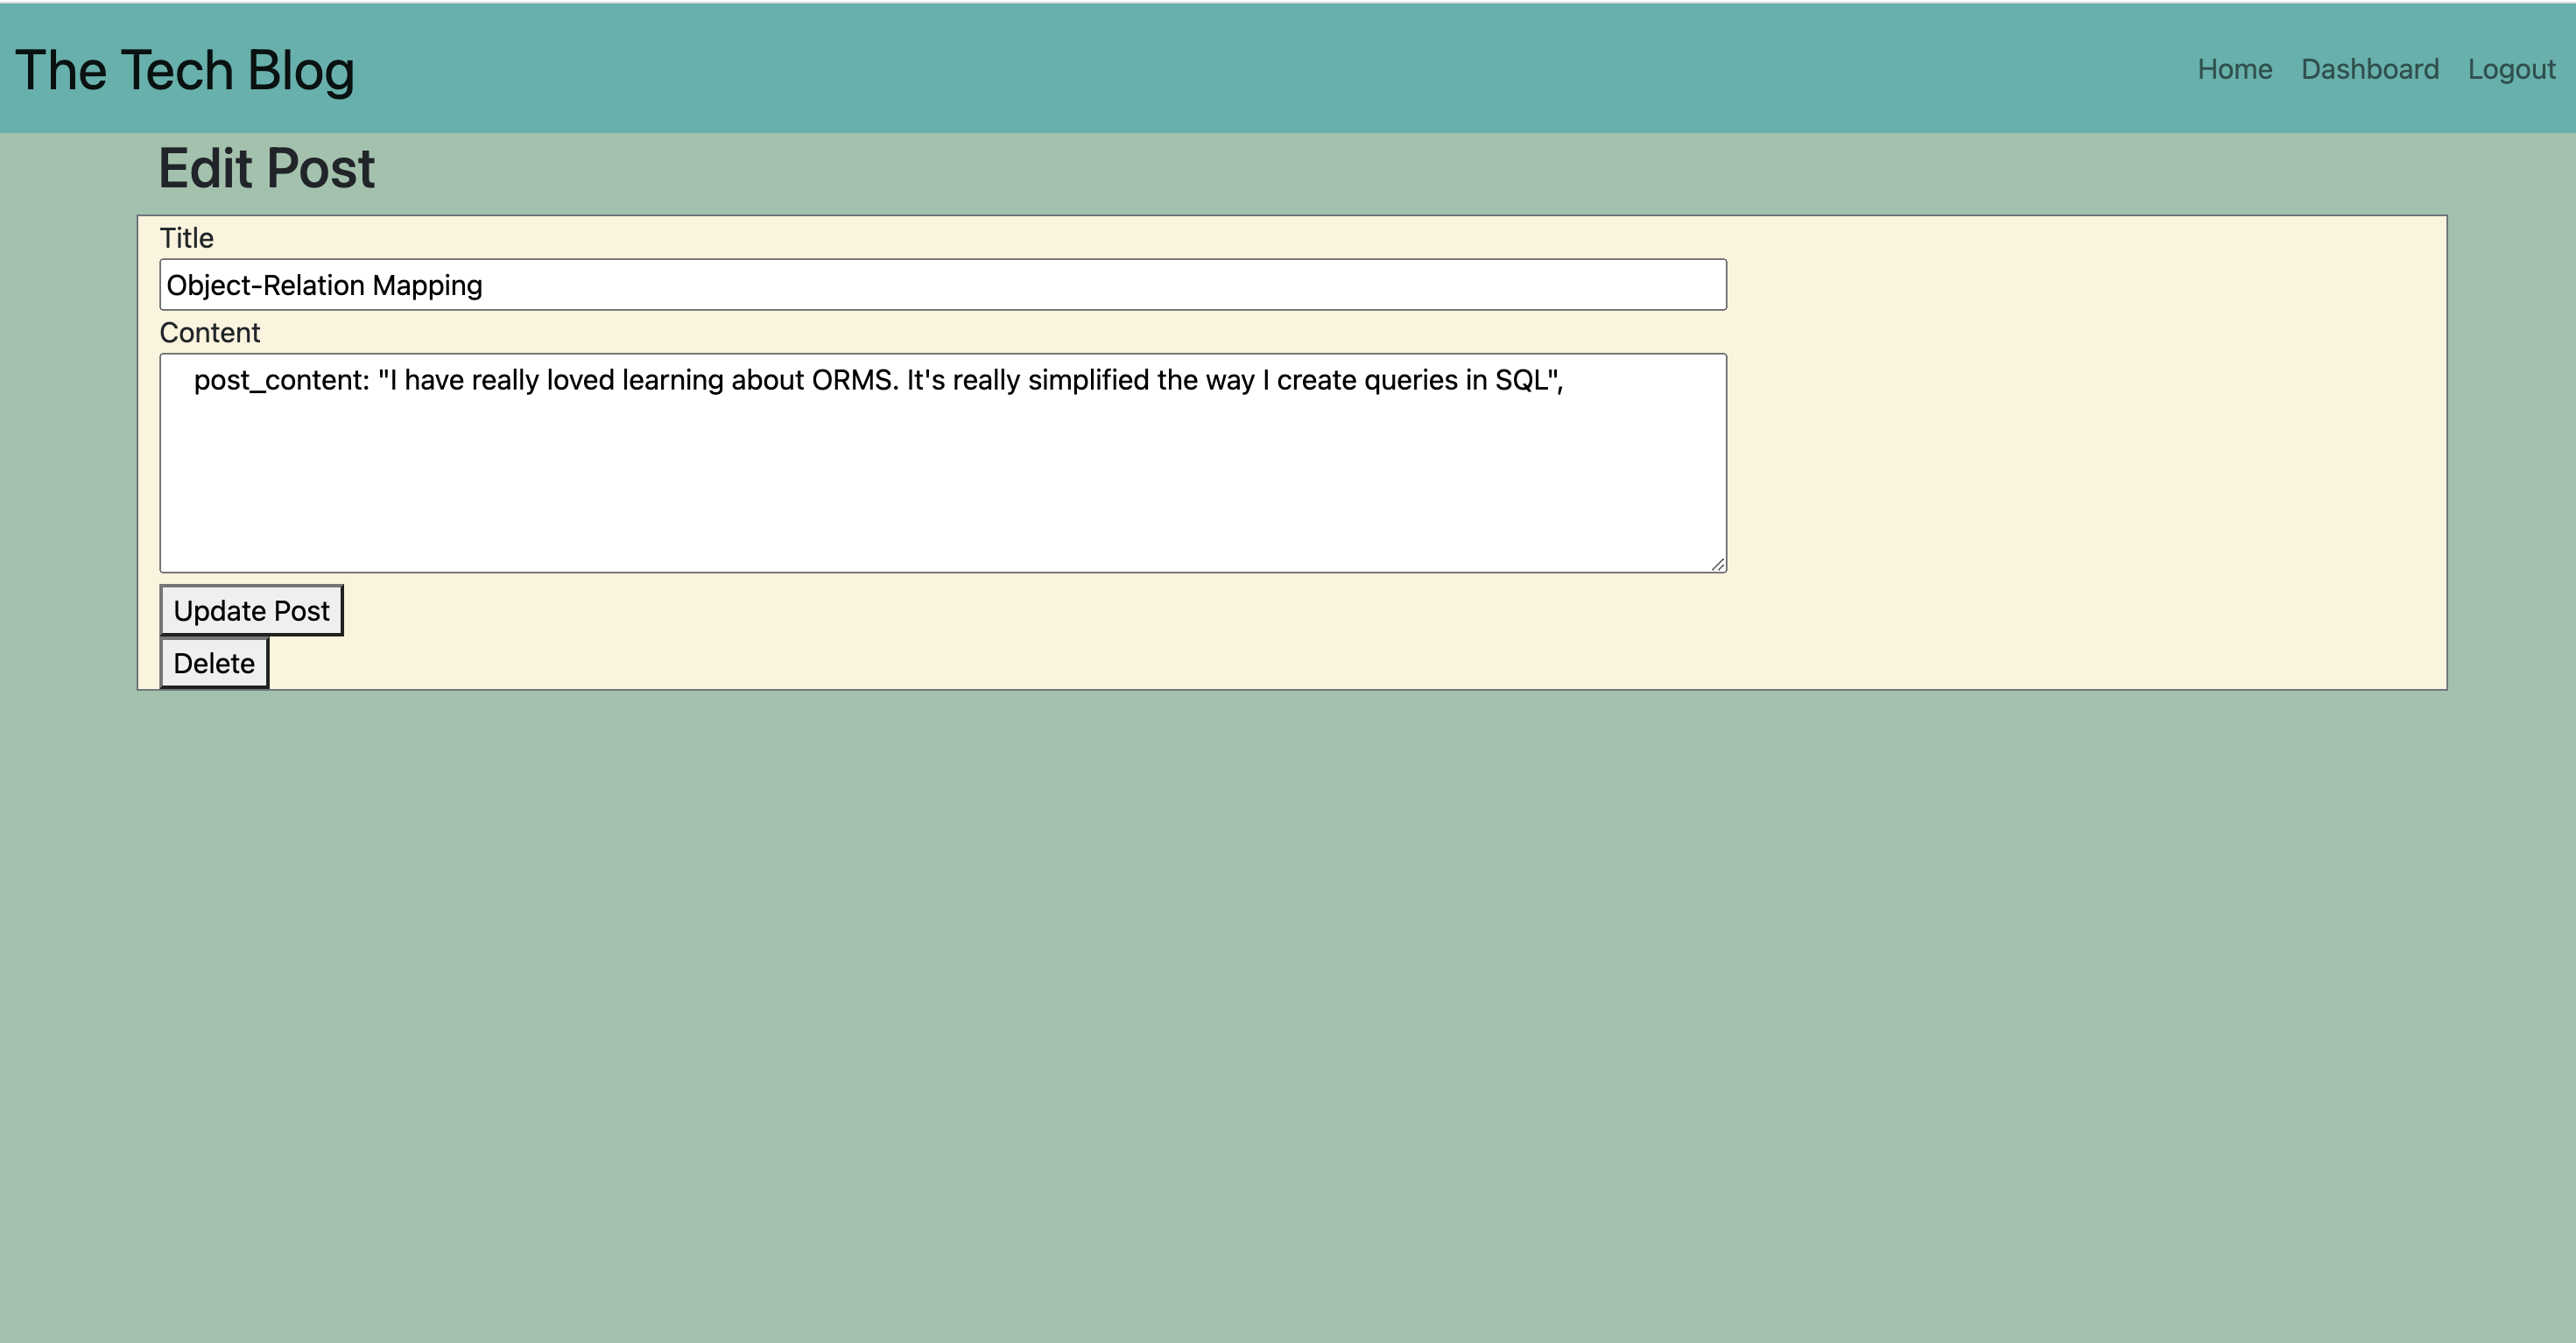 The Tech Blog
Home Dashboard Logout
Edit Post
Title
Object-Relation Mapping
Content
post_content: "I have really loved learning about ORMS. It's really simplified the way I create queries in SQL",
Update Post
Delete